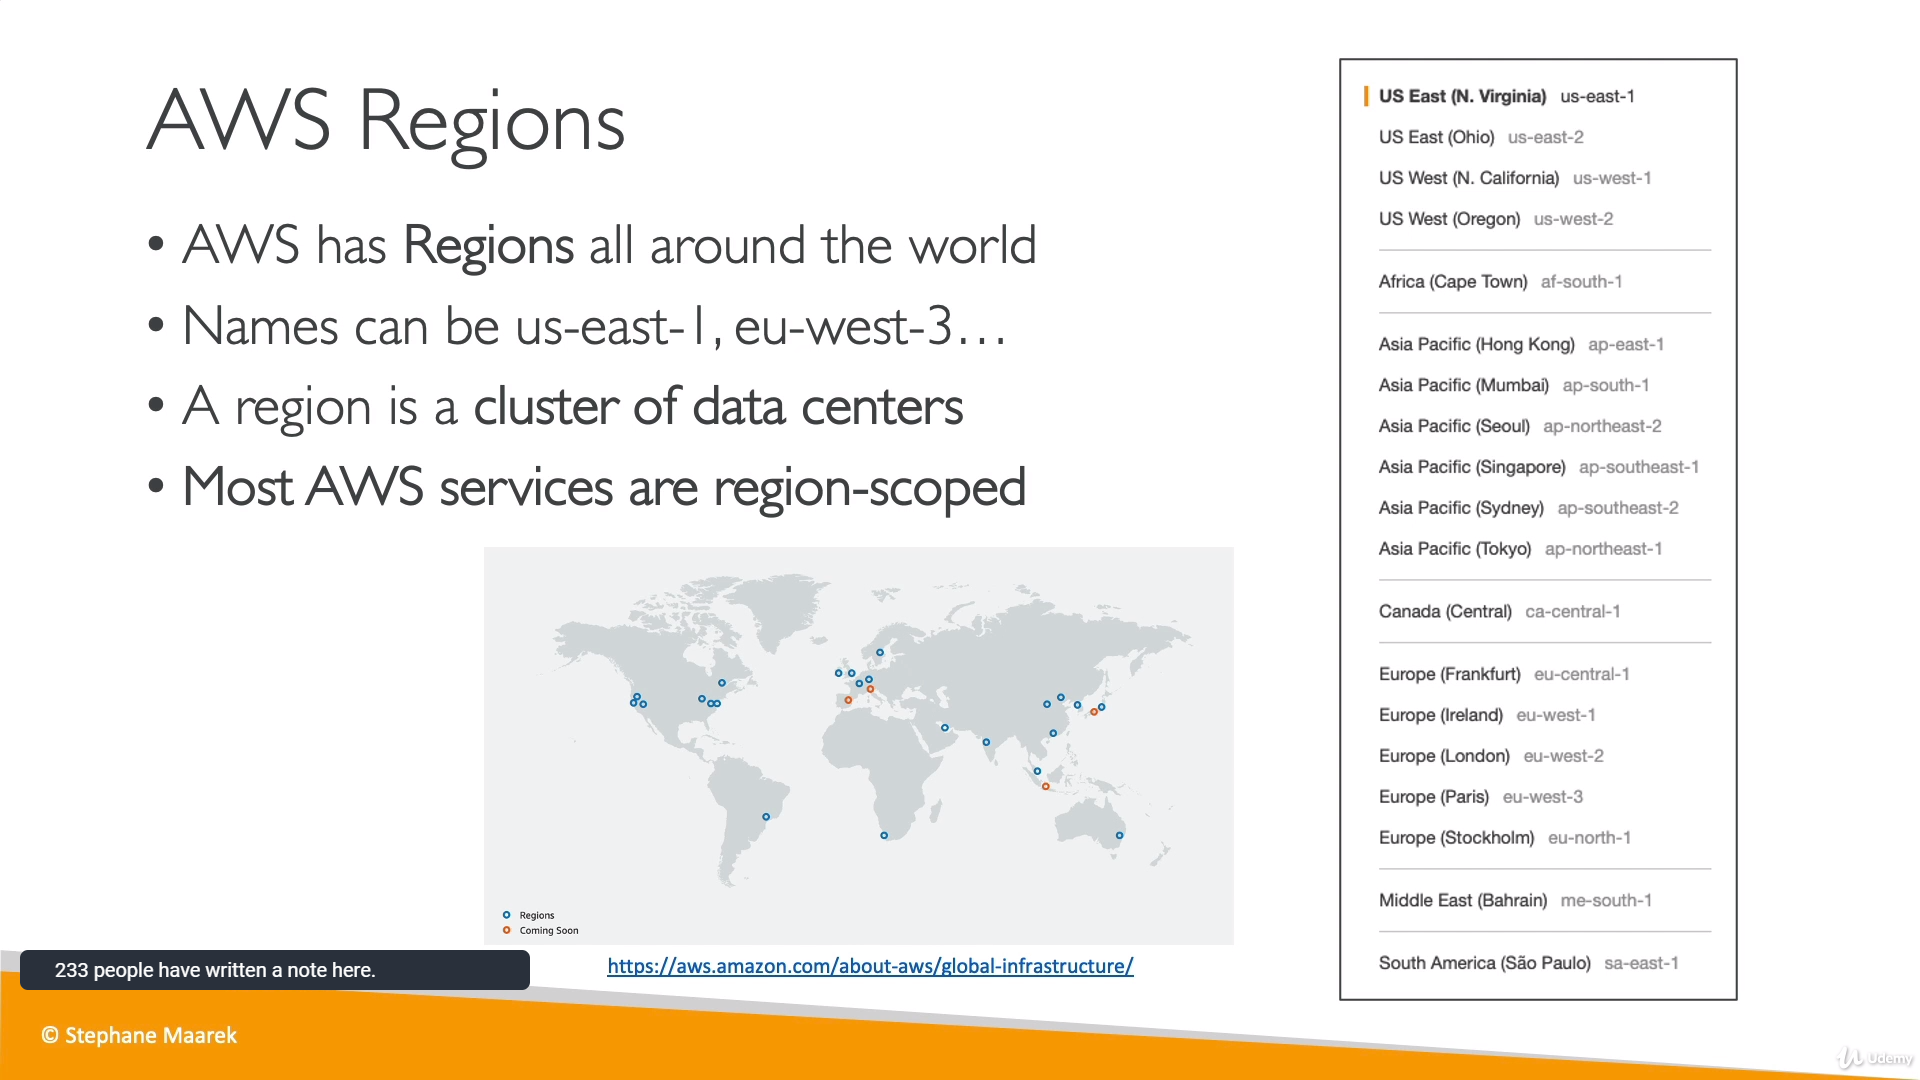 AWS Regions
• AWS has Regions all around the world
• Names can be us-east-1, eu-west-3…
• A region is a cluster of data centers
• Most AWS services are region-scoped
Regions
Coming Soon
https://aws.amazon.com/about-aws/global-infrastructure/
US East (N. Virginia) us-east-1
US East (Ohio) us-east-2
US West (N. California) us-west-1
US West (Oregon) us-west-2
Africa (Cape Town) af-south-1
Asia Pacific (Hong Kong) ap-east-1
Asia Pacific (Mumbai) ap-south-1
Asia Pacific (Seoul) ap-northeast-2
Asia Pacific (Singapore) ap-southeast-1
Asia Pacific (Sydney) ap-southeast-2
Asia Pacific (Tokyo) ap-northeast-1
Canada (Central) ca-central-1
Europe (Frankfurt) eu-central-1
Europe (Ireland) eu-west-1
Europe (London) eu-west-2
Europe (Paris) eu-west-3
Europe (Stockholm) eu-north-1
Middle East (Bahrain) me-south-1
South America (São Paulo) sa-east-1
233 people have written a note here.
© Stephane Maarek
Udemy